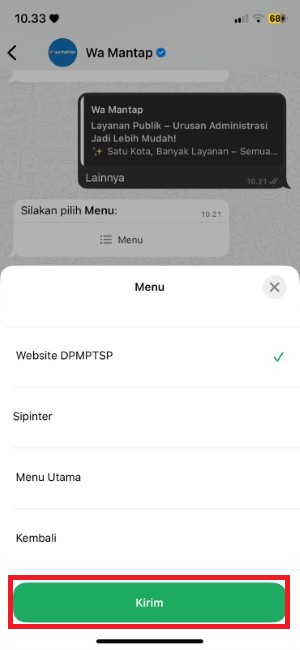 10.33
68
Wa Mantap
Wa Mantap
Layanan Publik – Urusan Administrasi
Jadi Lebih Mudah!
✨ Satu Kota, Banyak Layanan – Semua...
Lainnya
10.21
Silakan pilih Menu:
10.21
Menu
Menu
Website DPMPTSP
Sipinter
Menu Utama
Kembali
Kirim